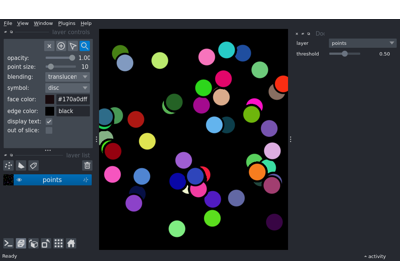 File View Window Plugins Help
layer controls
opacity: 1.00
point size: 10
blending: translucen
symbol: disc
face color: #170a0dff
edge color: black
display text:
out of slice:
layer list
points
layer points
threshold 0.50
Ready
activity